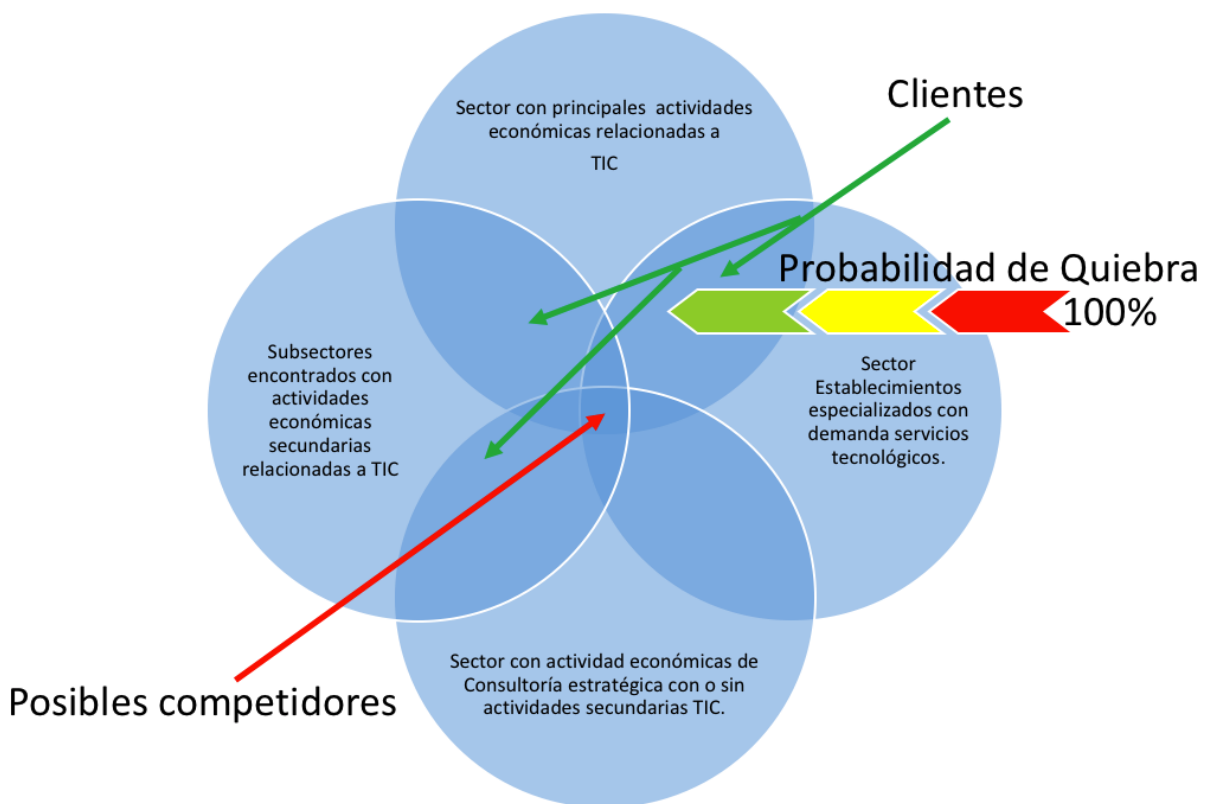 Sector con principales actividades
económicas relacionadas a
TIC
Clientes
Probabilidad de Quiebra
100%
Subsectores
encontrados con
actividades
económicas
secundarias
relacionadas a TIC
Sector
Establecimientos
especializados con
demanda servicios
tecnológicos.
Sector con actividad económicas de
Consultoría estratégica con o sin
actividades secundarias TIC.
Posibles competidores